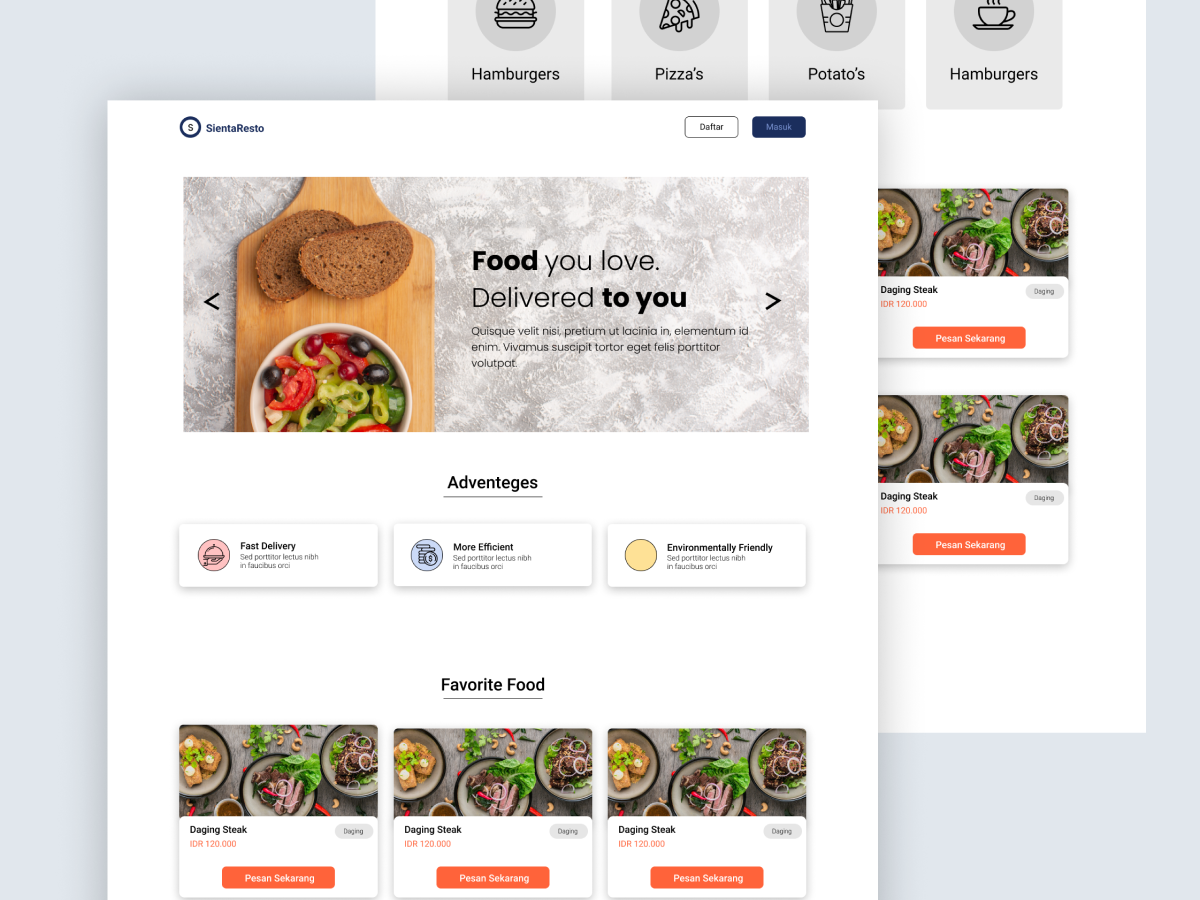 Hamburgers
Pizza’s
Potato’s
Hamburgers
S SientaResto
Daftar
Masuk
<
Food you love.
Delivered to you
>
Quisque velit nisi, pretium ut lacinia in, elementum id
enim. Vivamus suscipit tortor eget felis porttitor
volutpat.
Adventeges
Fast Delivery
Sed porttitor lectus nibh
in faucibus orci
More Efficient
Sed porttitor lectus nibh
in faucibus orci
Environmentally Friendly
Sed porttitor lectus nibh
in faucibus orci
Favorite Food
Daging Steak
Daging
IDR 120.000
Pesan Sekarang
Daging Steak
Daging
IDR 120.000
Pesan Sekarang
Daging Steak
Daging
IDR 120.000
Pesan Sekarang
Daging Steak
Daging
IDR 120.000
Pesan Sekarang
Daging Steak
Daging
IDR 120.000
Pesan Sekarang